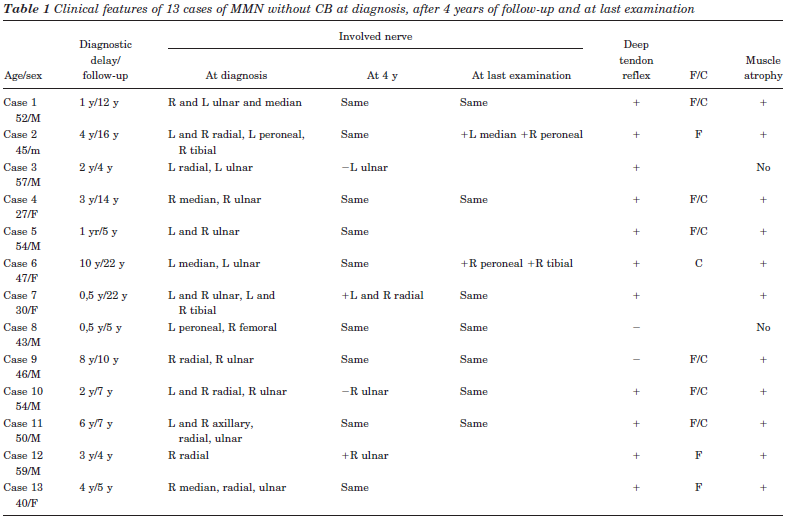 Table 1 Clinical features of 13 cases of MMN without CB at diagnosis, after 4 years of follow-up and at last examination
Age/sex Diagnostic delay/ follow-up Involved nerve At diagnosis At 4 y At last examination Deep tendon reflex F/C Muscle atrophy
Case 1 1 y/12 y R and L ulnar and median Same Same + F/C +
52/M
Case 2 4 y/16 y L and R radial, L peroneal, Same +L median +R peroneal + F +
45/m R tibial
Case 3 2 y/4 y L radial, L ulnar −L ulnar + No
57/M
Case 4 3 y/14 y R median, R ulnar Same Same + F/C +
27/F
Case 5 1 yr/5 y L and R ulnar Same + F/C +
54/M
Case 6 10 y/22 y L median, L ulnar Same +R peroneal +R tibial + C +
47/F
Case 7 0,5 y/22 y L and R ulnar, L and +L and R radial Same + +
30/F R tibial
Case 8 0,5 y/5 y L peroneal, R femoral Same Same − No
43/M
Case 9 8 y/10 y R radial, R ulnar Same Same − F/C +
46/M
Case 10 2 y/7 y L and R radial, R ulnar −R ulnar Same + F/C +
54/M
Case 11 6 y/7 y L and R axillary, Same Same + F/C +
50/M radial, ulnar
Case 12 3 y/4 y R radial +R ulnar + F +
59/M
Case 13 4 y/5 y R median, radial, ulnar Same + F +
40/F